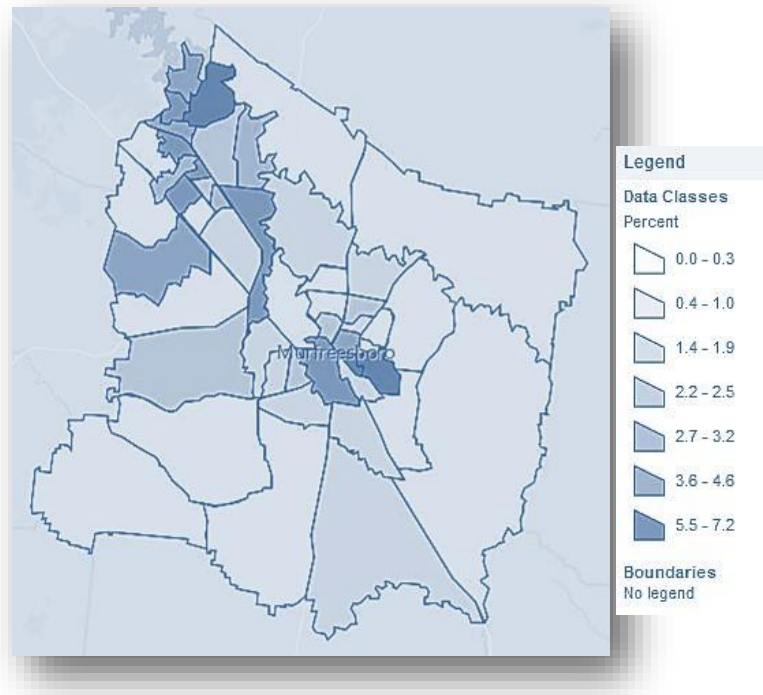 Murfreesboro
Legend
Data Classes
Percent
0.0 - 0.3
0.4 - 1.0
1.4 - 1.9
2.2 - 2.5
2.7 - 3.2
3.6 - 4.6
5.5 - 7.2
Boundaries
No legend